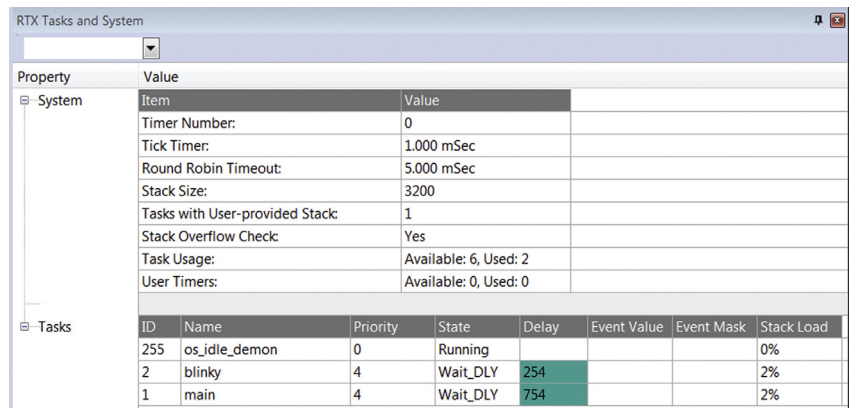 RTX Tasks and System
Property Value
System Item Value
Timer Number: 0
Tick Timer: 1.000 mSec
Round Robin Timeout: 5.000 mSec
Stack Size: 3200
Tasks with User-provided Stack: 1
Stack Overflow Check: Yes
Task Usage: Available: 6, Used: 2
User Timers: Available: 0, Used: 0
Tasks ID Name Priority State Delay Event Value Event Mask Stack Load
255 os_idle_demon 0 Running 0%
2 blinky 4 Wait_DLY 254 2%
1 main 4 Wait_DLY 754 2%